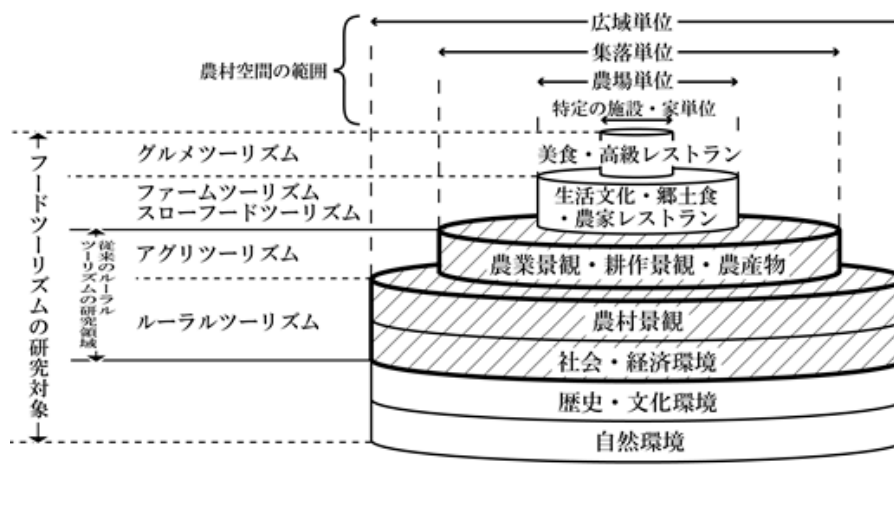 広域単位
集落単位
農村空間の範囲
農場単位
特定の施設・家単位
グルメツーリズム
美食・高級レストラン
ファームツーリズム
スローフードツーリズム
生活文化・郷土食
・農家レストラン
アグリツーリズム
農業景観・耕作景観・農産物
ルーラルツーリズム
農村景観
社会・経済環境
歴史・文化環境
自然環境
従来のルーラル
ツーリズムの研究領域
フードツーリズムの研究対象